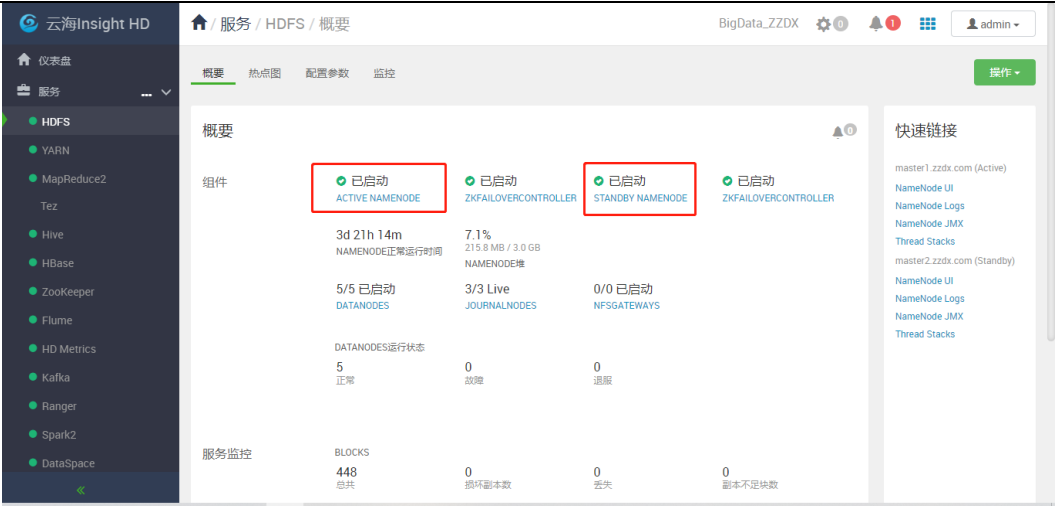 云海Insight HD
服务 / HDFS / 概要
BigData_ZZDX
0
1
admin
仪表盘
服务
...
HDFS
YARN
MapReduce2
Tez
Hive
HBase
ZooKeeper
Flume
HD Metrics
Kafka
Ranger
Spark2
DataSpace
«
概要 热点图 配置参数 监控
操作
概要
0
组件
已启动
ACTIVE NAMENODE
已启动
ZKFAILOVERCONTROLLER
已启动
STANDBY NAMENODE
已启动
ZKFAILOVERCONTROLLER
3d 21h 14m
NAMENODE正常运行时间
7.1%
215.8 MB / 3.0 GB
NAMENODE堆
5/5 已启动
DATANODES
3/3 Live
JOURNALNODES
0/0 已启动
NFSGATEWAYS
DATANODES运行状态
5
正常
0
故障
0
退服
服务监控
BLOCKS
448
总共
0
损坏副本数
0
丢失
0
副本不足块数
快速链接
master1.zzdx.com (Active)
NameNode UI
NameNode Logs
NameNode JMX
Thread Stacks
master2.zzdx.com (Standby)
NameNode UI
NameNode Logs
NameNode JMX
Thread Stacks